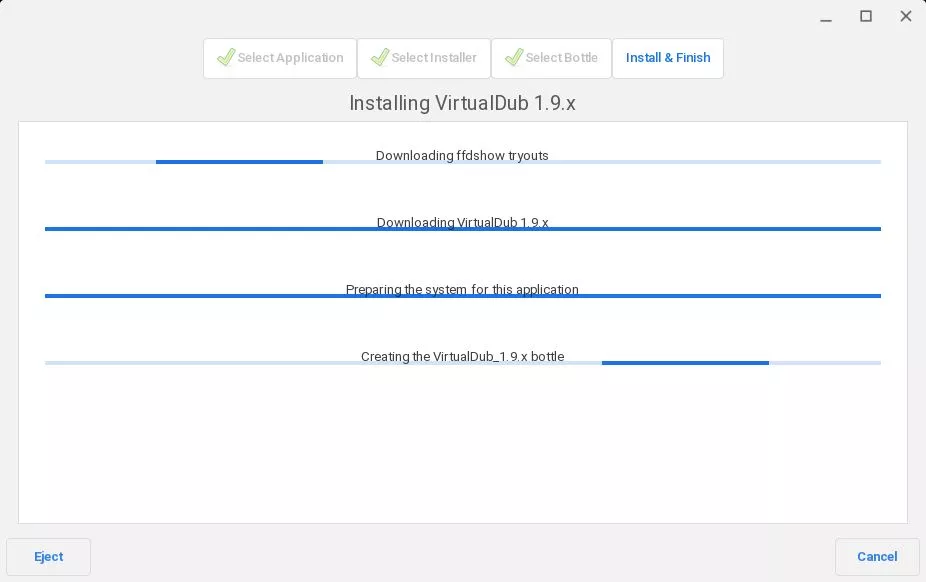 Select Application Select Installer Select Bottle Install & Finish
Installing VirtualDub 1.9.x
Downloading ffdshow tryouts
Downloading VirtualDub 1.9.x
Preparing the system for this application
Creating the VirtualDub_1.9.x bottle
Eject Cancel